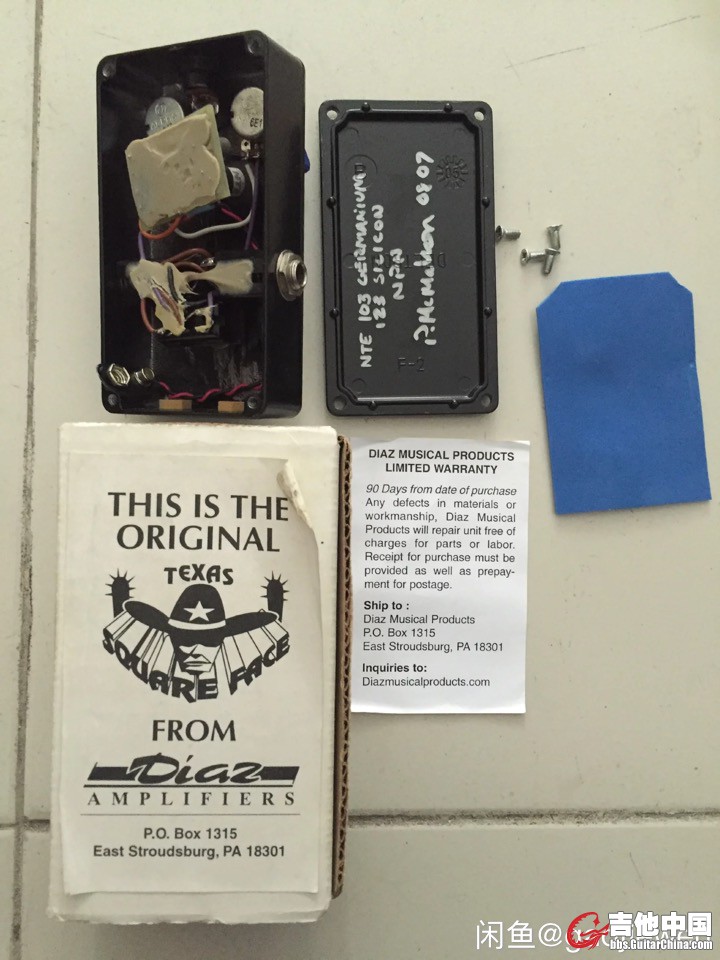 NTE 103 GERMANIUM
123 SILICON
NPN
P. McMahon 0807
F-2
THIS IS THE
ORIGINAL
TEXAS
SQUARE FACE
FROM
Diaz
AMPLIFIERS
P.O. Box 1315
East Stroudsburg, PA 18301
DIAZ MUSICAL PRODUCTS
LIMITED WARRANTY
90 Days from date of purchase
Any defects in materials or
workmanship, Diaz Musical
Products will repair unit free of
charges for parts or labor.
Receipt for purchase must be
provided as well as prepay-
ment for postage.
Ship to :
Diaz Musical Products
P.O. Box 1315
East Stroudsburg, PA 18301
Inquiries to:
Diazmusicalproducts.com
闲鱼@
吉他中国
bbs.GuitarChina.com